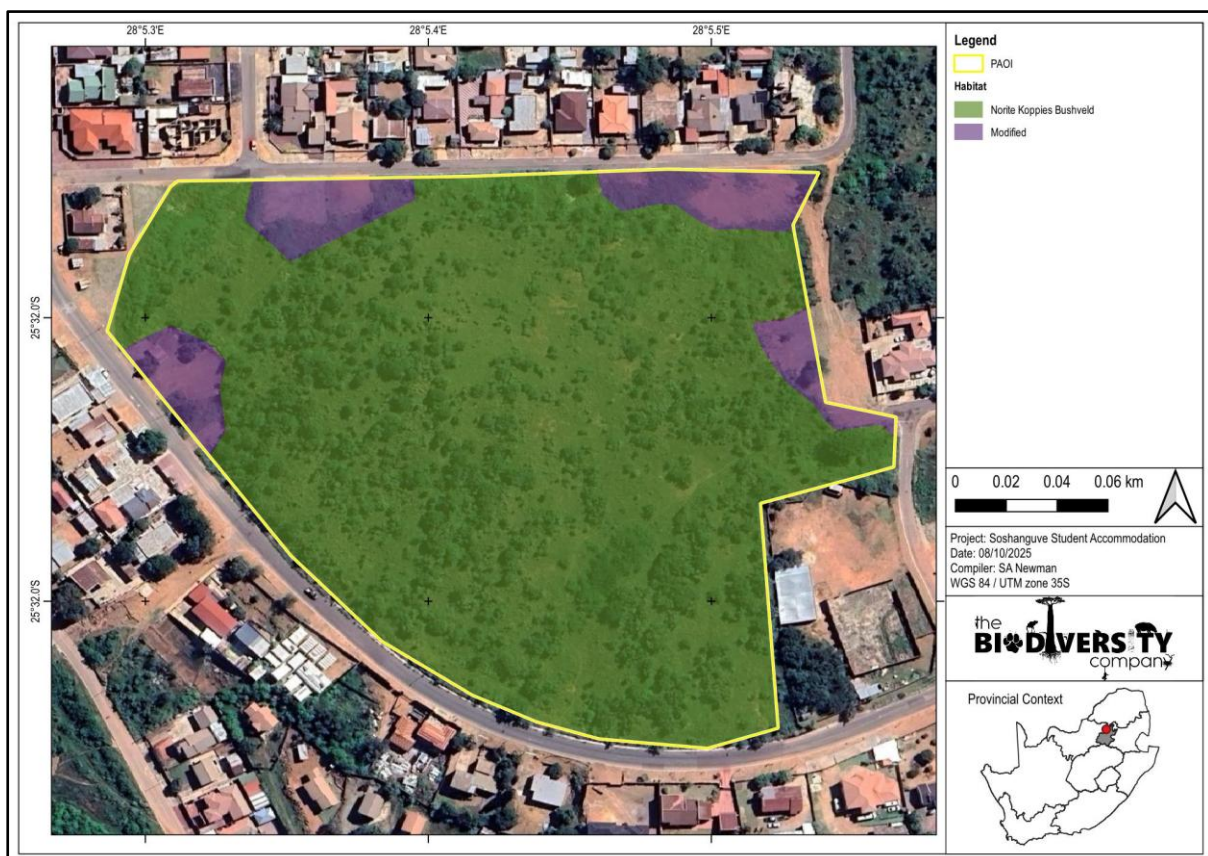 28°5.3'E 28°5.4'E 28°5.5'E
25°32.0'S
25°32.0'S
Legend
PAOI
Habitat
Norite Koppies Bushveld
Modified
0 0.02 0.04 0.06 km
Project: Soshanguve Student Accommodation
Date: 08/10/2025
Compiler: SA Newman
WGS 84 / UTM zone 35S
the
BIODIVERSITY
company
Provincial Context